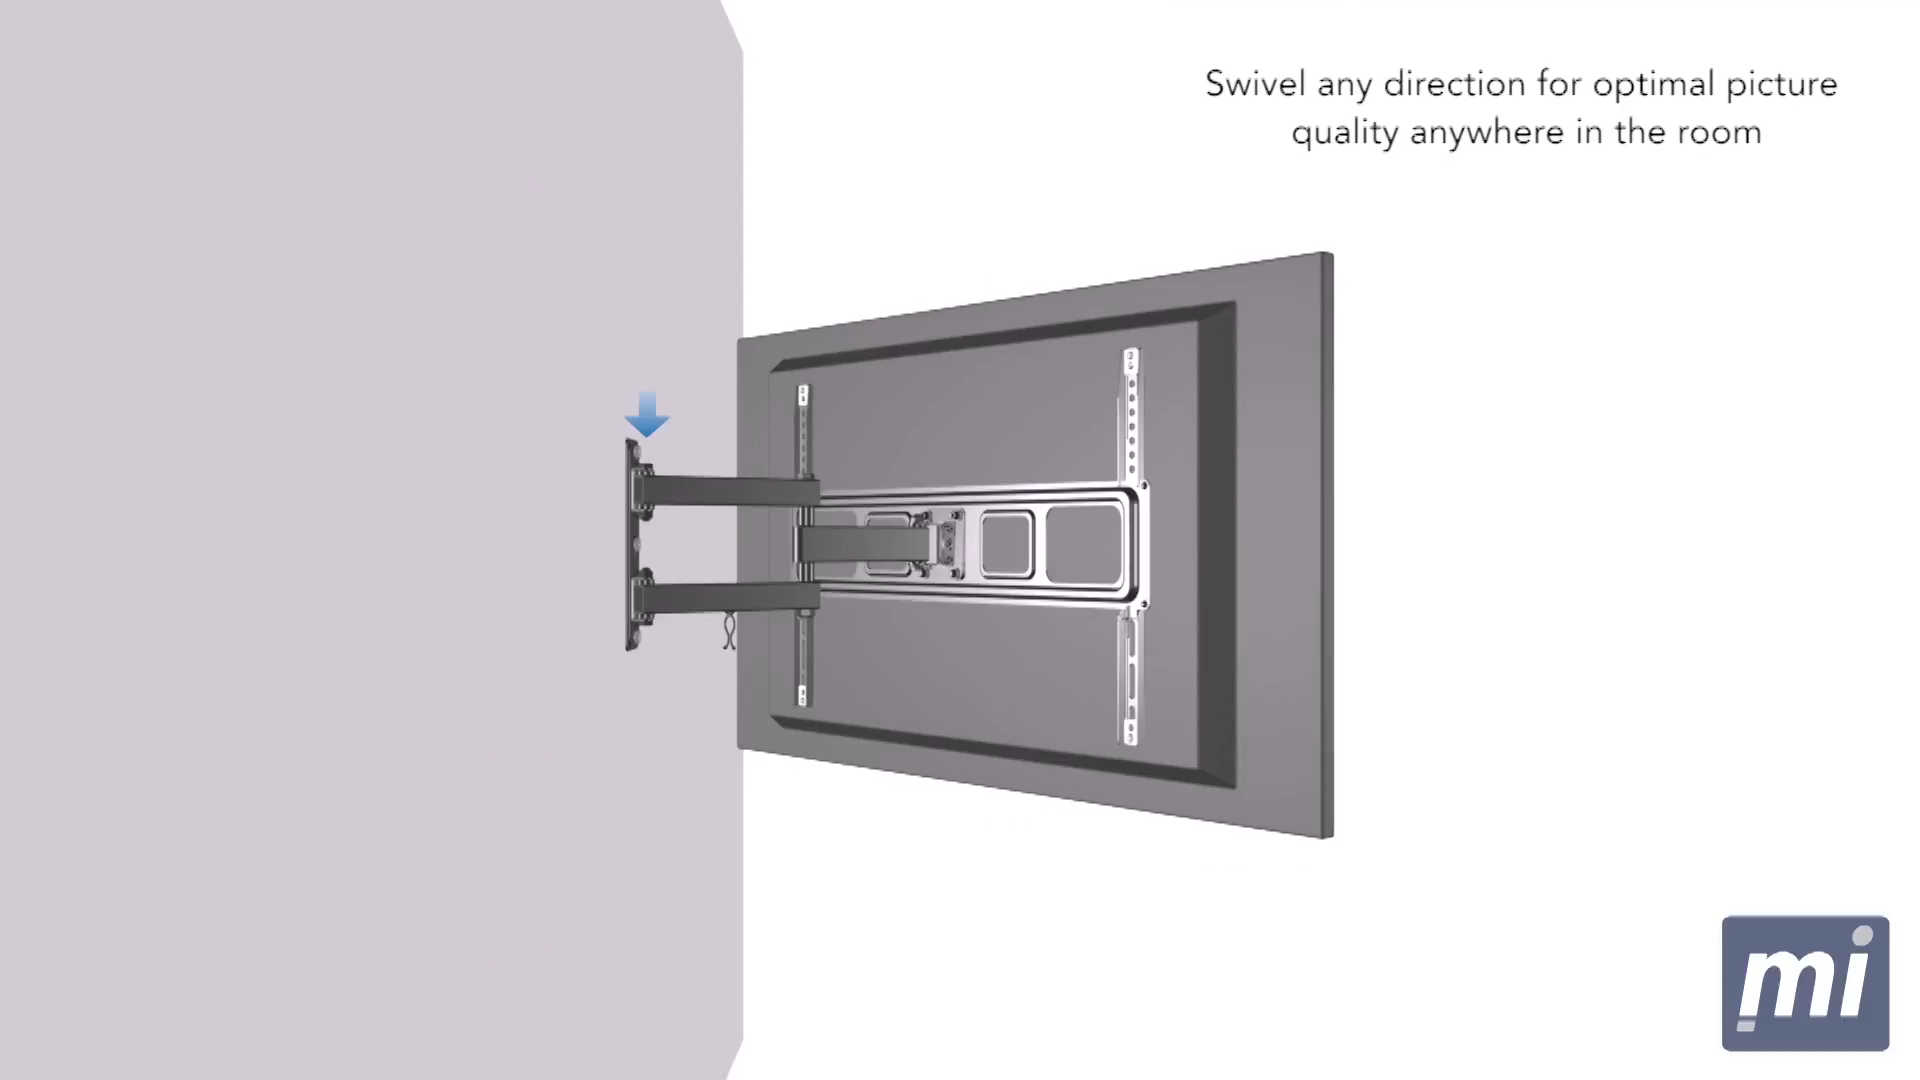 Swivel any direction for optimal picture
quality anywhere in the room
mi